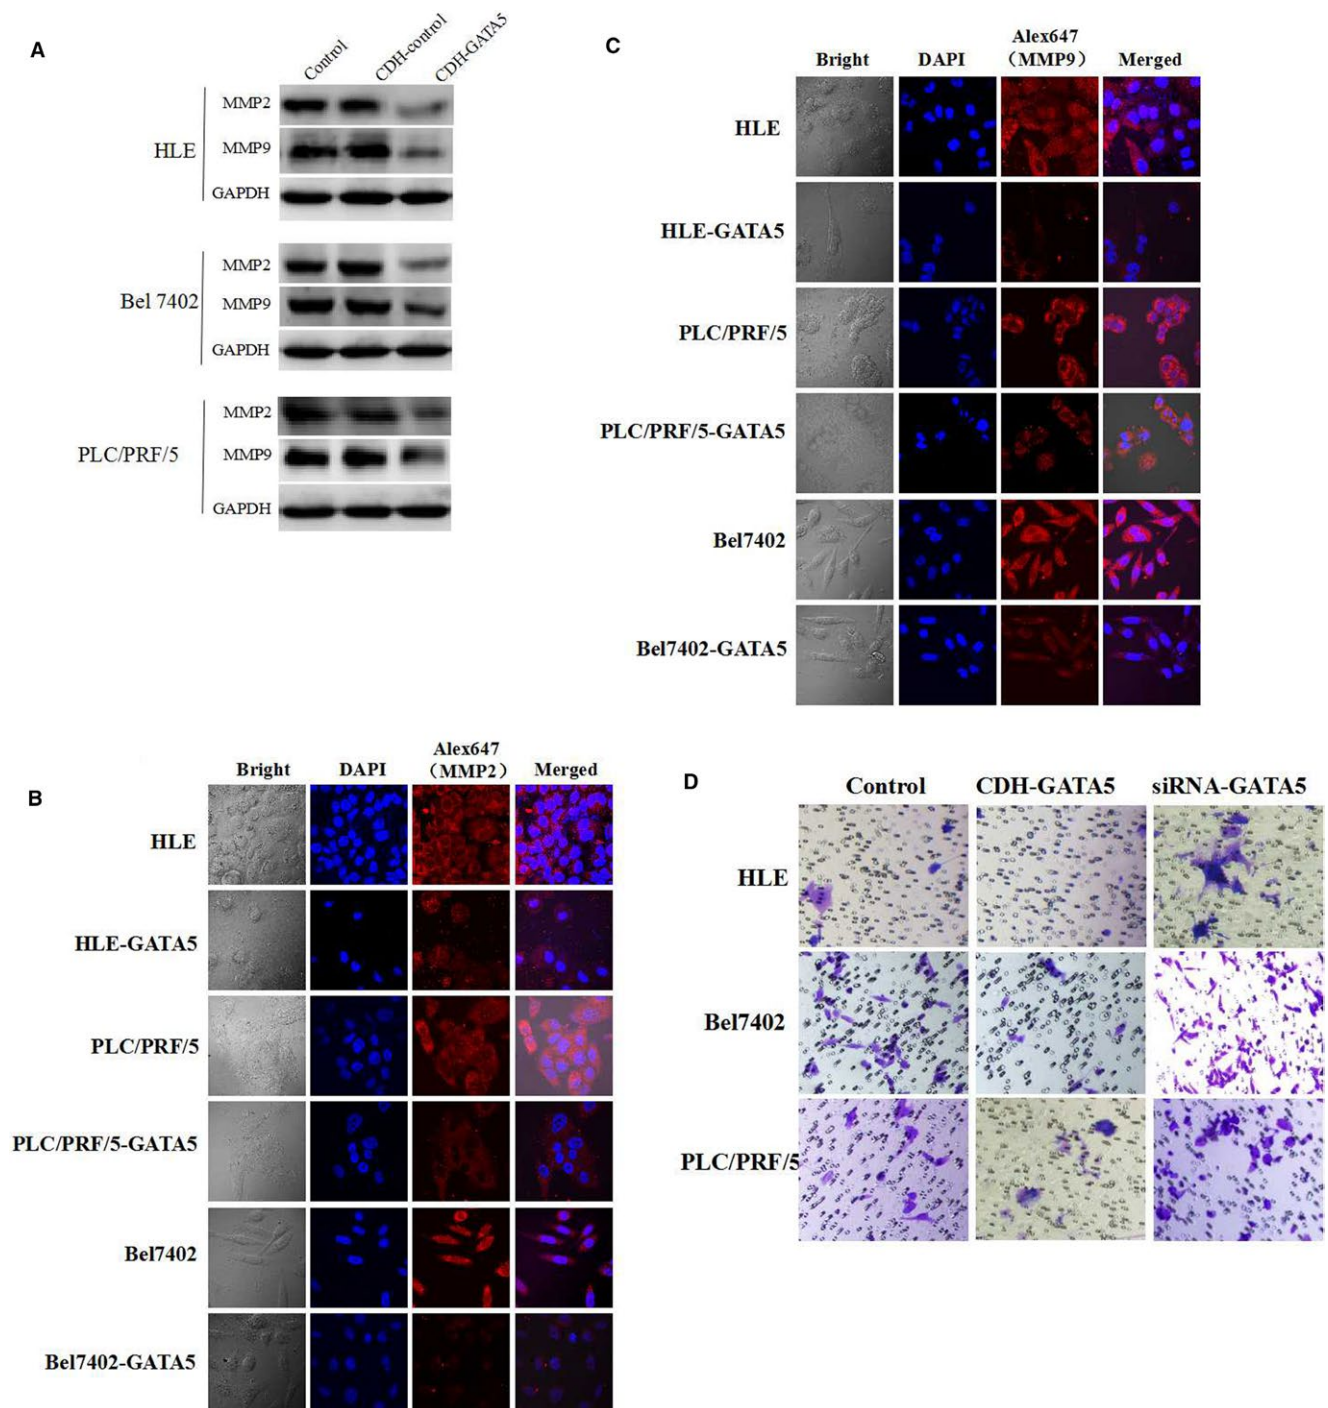 A
Control
CDH-control
CDH-GATA5
HLE
MMP2
MMP9
GAPDH
Bel 7402
MMP2
MMP9
GAPDH
PLC/PRF/5
MMP2
MMP9
GAPDH
C
Bright
DAPI
Alex647
（MMP9）
Merged
HLE
HLE-GATA5
PLC/PRF/5
PLC/PRF/5-GATA5
Bel7402
Bel7402-GATA5
B
Bright
DAPI
Alex647
（MMP2）
Merged
HLE
HLE-GATA5
PLC/PRF/5
PLC/PRF/5-GATA5
Bel7402
Bel7402-GATA5
D
Control
CDH-GATA5
siRNA-GATA5
HLE
Bel7402
PLC/PRF/5